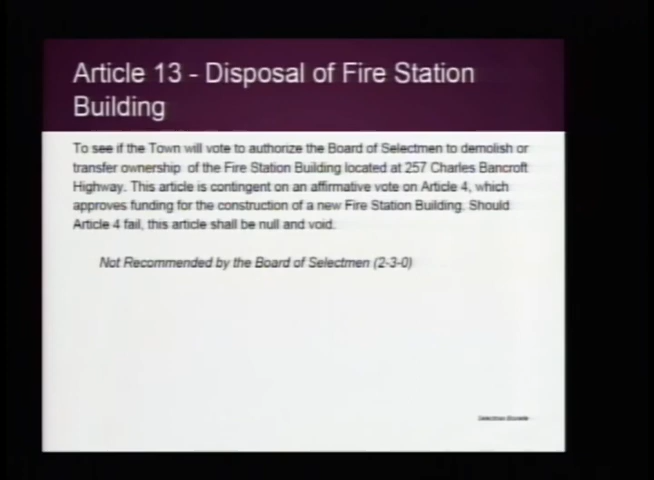 Article 13 - Disposal of Fire Station
Building
To see if the Town will vote to authorize the Board of Selectmen to demolish or
transfer ownership of the Fire Station Building located at 257 Charles Bancroft
Highway. This article is contingent on an affirmative vote on Article 4, which
approves funding for the construction of a new Fire Station Building. Should
Article 4 fail, this article shall be null and void.
Not Recommended by the Board of Selectmen (2-3-0)